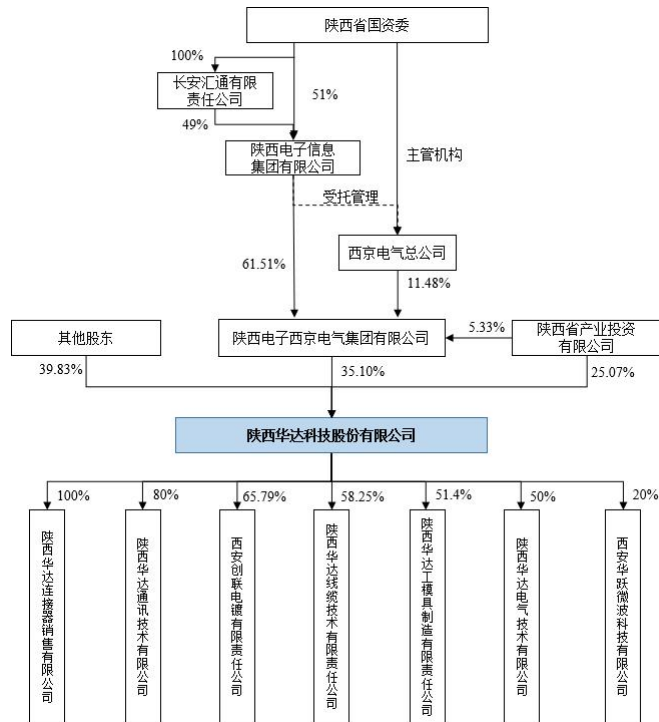 陕西省国资委
100%
长安汇通有限
责任公司
51%
49%
陕西电子信息
集团有限公司
主管机构
受托管理
西京电气总公司
61.51%
11.48%
其他股东
陕西电子西京电气集团有限公司
5.33%
陕西省产业投资
有限公司
39.83%
35.10%
25.07%
陕西华达科技股份有限公司
100%
80%
65.79%
58.25%
51.4%
50%
20%
陕西华达连接器销售有限公司
陕西华达通讯技术有限公司
西安创联电镀有限责任公司
陕西华达线缆技术有限责任公司
陕西华达工模具制造有限责任公司
陕西华达电气技术有限公司
西安华跃微波科技有限公司